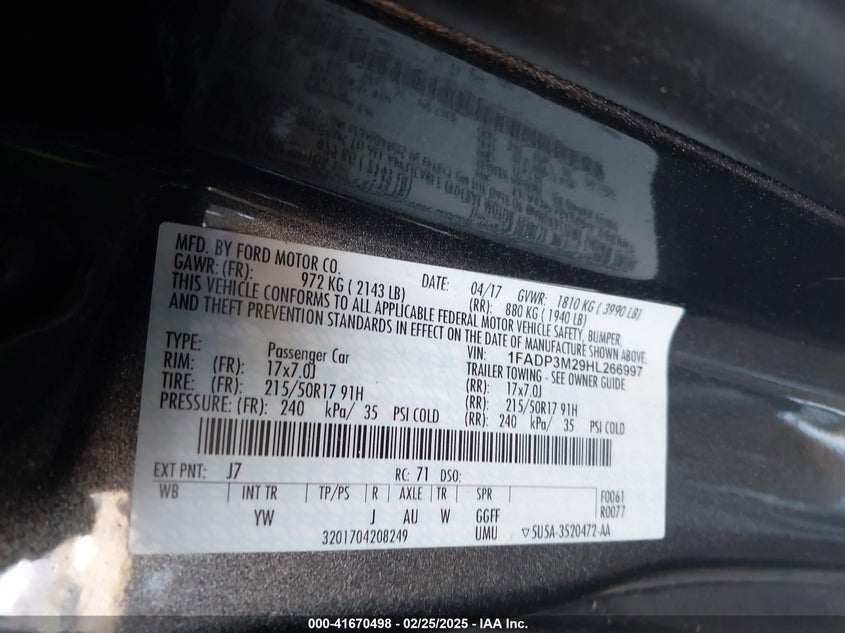 MFD. BY FORD MOTOR CO.
DATE: 04/17 GVWR: 1810 KG ( 3990 LB)
GAWR: (FR): 972 KG ( 2143 LB) (RR): 880 KG ( 1940 LB)
THIS VEHICLE CONFORMS TO ALL APPLICABLE FEDERAL MOTOR VEHICLE SAFETY, BUMPER,
AND THEFT PREVENTION STANDARDS IN EFFECT ON THE DATE OF MANUFACTURE SHOWN ABOVE.
VIN: 1FADP3M29HL266997
TYPE: Passenger Car TRAILER TOWING - SEE OWNER GUIDE
RIM: (FR): 17x7.0J (RR): 17x7.0J
TIRE: (FR): 215/50R17 91H (RR): 215/50R17 91H
PRESSURE: (FR): 240 kPa/ 35 PSI COLD (RR): 240 kPa/ 35 PSI COLD
EXT PNT: J7 RC: 71 DSO:
WB INT TR TP/PS R AXLE TR SPR F0061
YW J AU W GGFF R0077
3201704208249 UMU ▽5U5A-3520472-AA
000-41670498 - 02/25/2025 - IAA Inc.